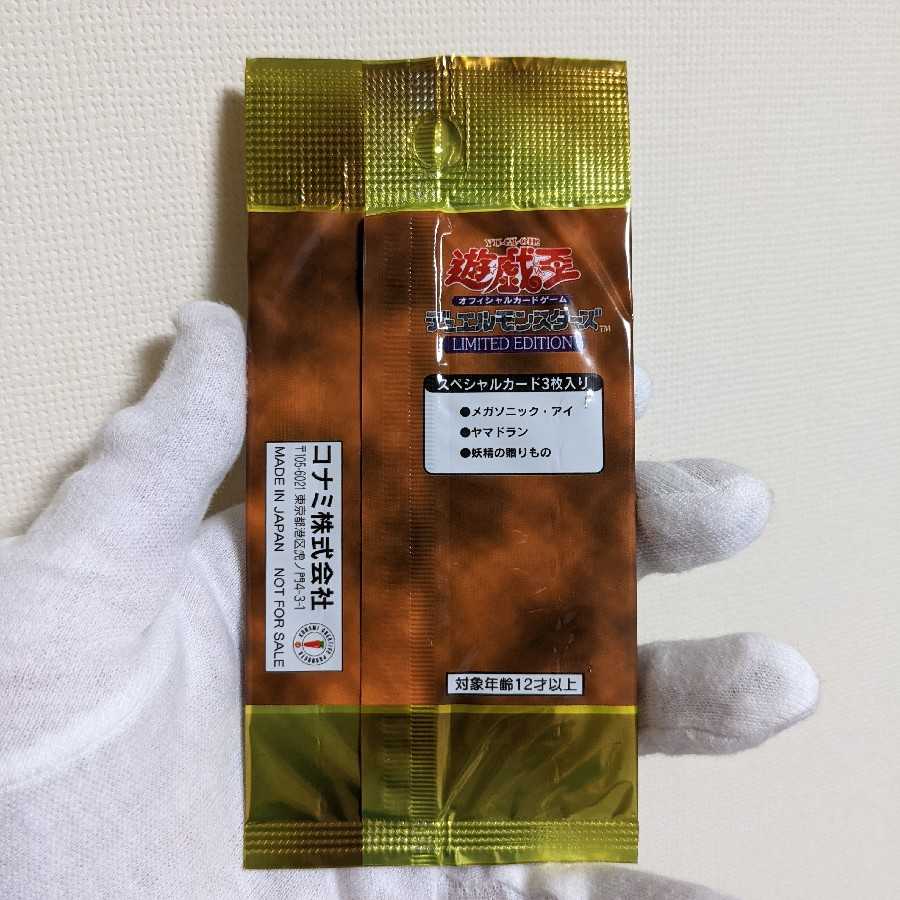 YU-GI-OH!
遊戯王
オフィシャルカードゲーム
デュエルモンスターズ™
LIMITED EDITION
スペシャルカード3枚入り
●メガソニック・アイ
●ヤマドラン
●妖精の贈りもの
対象年齢12才以上
コナミ株式会社
〒105-6021 東京都港区虎ノ門4-3-1
MADE IN JAPAN NOT FOR SALE
KONAMI CREATIVE PRODUCTS